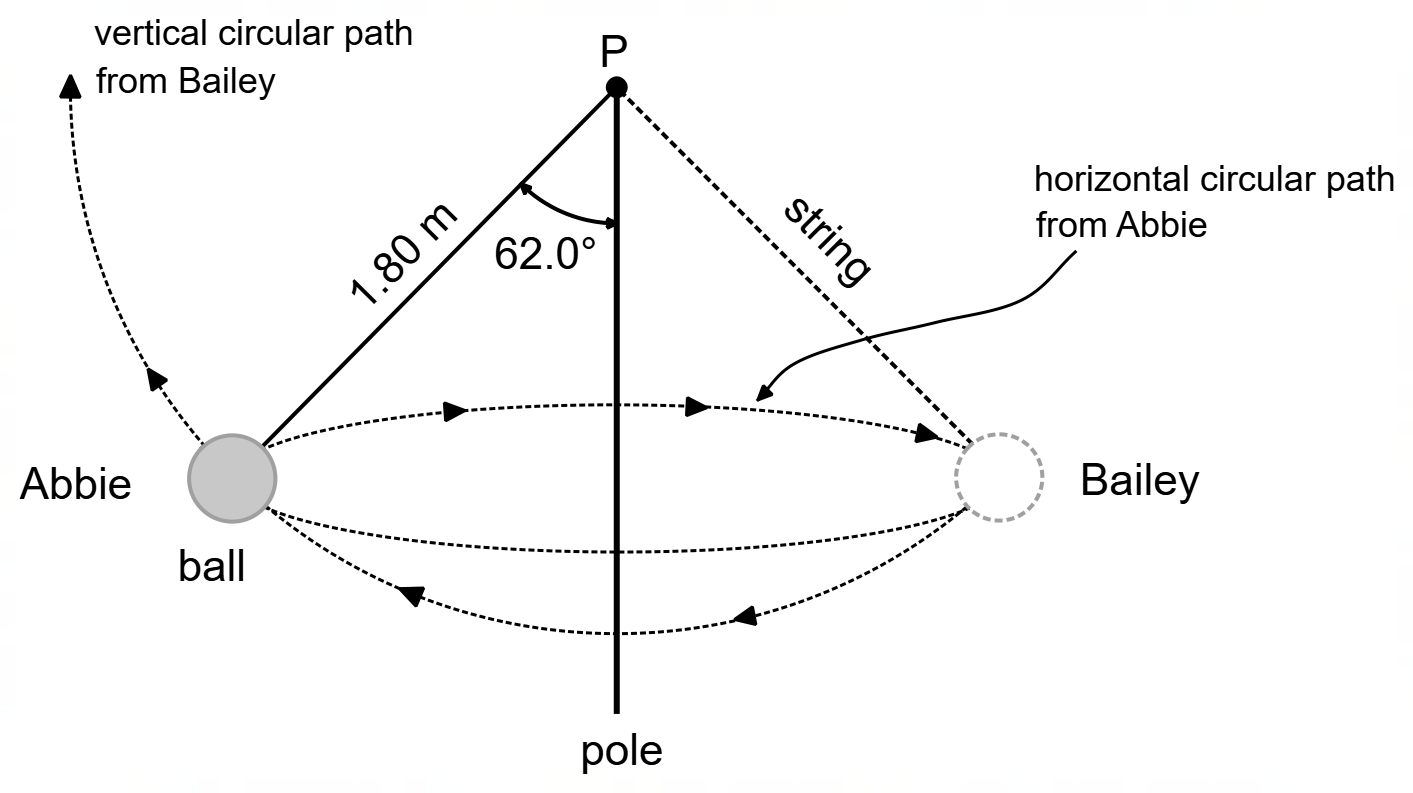 vertical circular path
from Bailey
P
horizontal circular path
from Abbie
1.80 m
62.0°
string
Abbie
Bailey
ball
pole